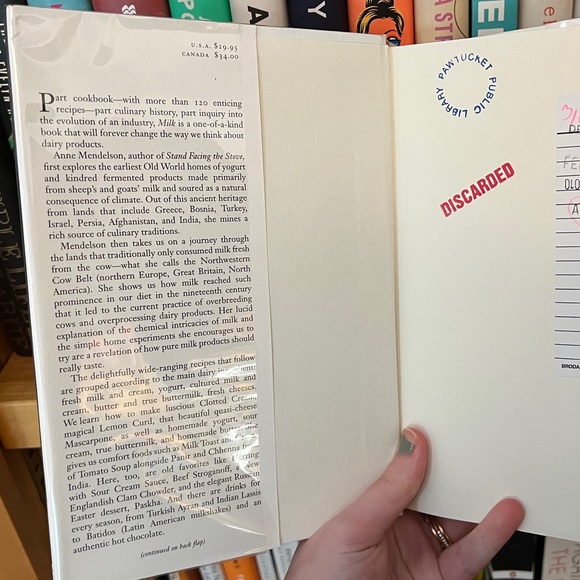 U.S.A. $29.95
CANADA $34.00
Part cookbook—with more than 120 enticing
recipes—part culinary history, part inquiry into
the evolution of an industry, Milk is a one-of-a-kind
book that will forever change the way we think about
dairy products.
Anne Mendelson, author of Stand Facing the Stove,
first explores the earliest Old World homes of yogurt
and kindred fermented products made primarily
from sheep's and goats' milk and soured as a natural
consequence of climate. Out of this ancient heritage
from lands that include Greece, Bosnia, Turkey,
Israel, Persia, Afghanistan, and India, she mines a
rich source of culinary traditions.
Mendelson then takes us on a journey through
the lands that traditionally only consumed milk fresh
from the cow—what she calls the Northwestern
Cow Belt (northern Europe, Great Britain, North
America). She shows us how milk reached such
prominence in our diet in the nineteenth century
that it led to the current practice of overbreeding
cows and overprocessing dairy products. Her lucid
explanation of the chemical intricacies of milk and
the simple home experiments she encourages us to
try are a revelation of how pure milk products should
really taste.
The delightfully wide-ranging recipes that follow
are grouped according to the main dairy ingredient:
fresh milk and cream, yogurt, cultured milk and
cream, butter and true buttermilk, fresh cheeses.
We learn how to make luscious Clotted Cream,
magical Lemon Curd, that beautiful quasi-cheese
Mascarpone, as well as homemade yogurt, sour
cream, true buttermilk, and homemade butter.
gives us comfort foods such as Milk Toast and
of Tomato Soup alongside Panir and Chhenna from
India. Here, too, are old favorites like Herring
with Sour Cream Sauce, Beef Stroganoff, a New
Englandish Clam Chowder, and the elegant Russian
Easter dessert, Paskha. And there are drinks for
every season, from Turkish Ayran and Indian Lassis
to Batidos (Latin American milkshakes) and an
authentic hot chocolate.
(continued on back flap)
PAWTUCKET PUBLIC LIBRARY
DISCARDED
BRODA